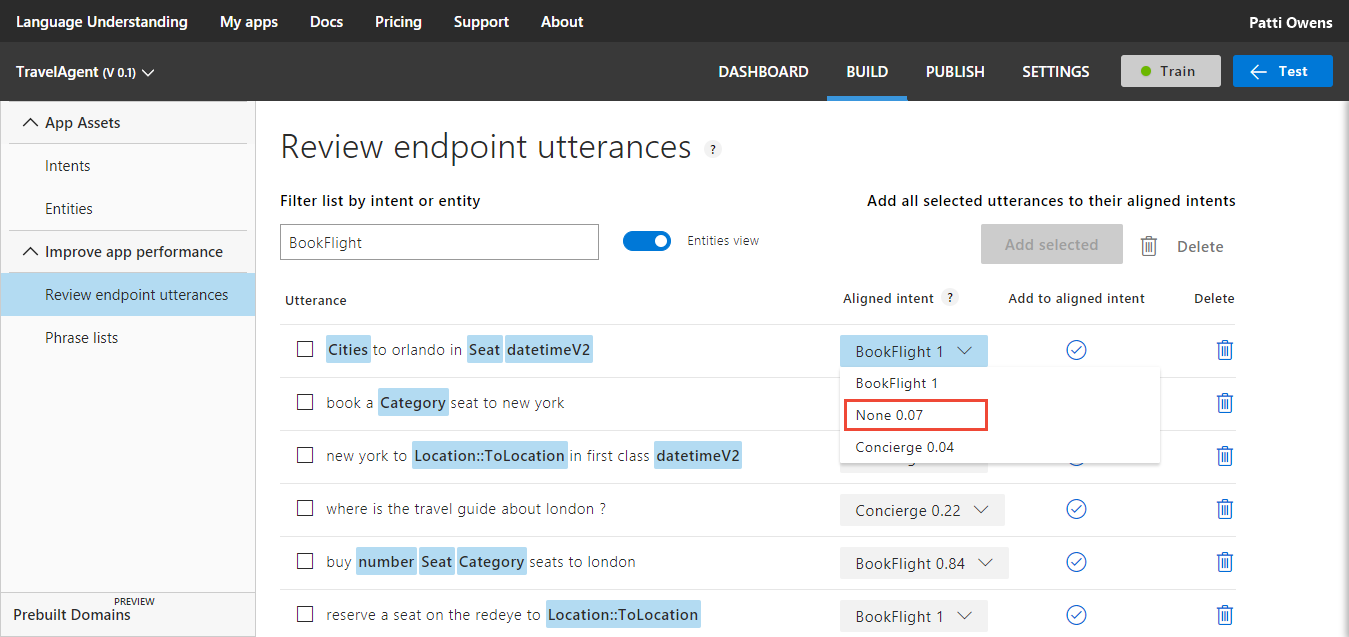 Language Understanding My apps Docs Pricing Support About Patti Owens
TravelAgent (V 0.1) DASHBOARD BUILD PUBLISH SETTINGS Train Test
App Assets
Intents
Entities
Improve app performance
Review endpoint utterances
Phrase lists
PREVIEW
Prebuilt Domains
Review endpoint utterances ?
Filter list by intent or entity Add all selected utterances to their aligned intents
BookFlight Entities view Add selected Delete
Utterance Aligned intent ? Add to aligned intent Delete
Cities to orlando in Seat datetimeV2 BookFlight 1
BookFlight 1
None 0.07
Concierge 0.04
book a Category seat to new york
new york to Location::ToLocation in first class datetimeV2
where is the travel guide about london ? Concierge 0.22
buy number Seat Category seats to london BookFlight 0.84
reserve a seat on the redeye to Location::ToLocation BookFlight 1